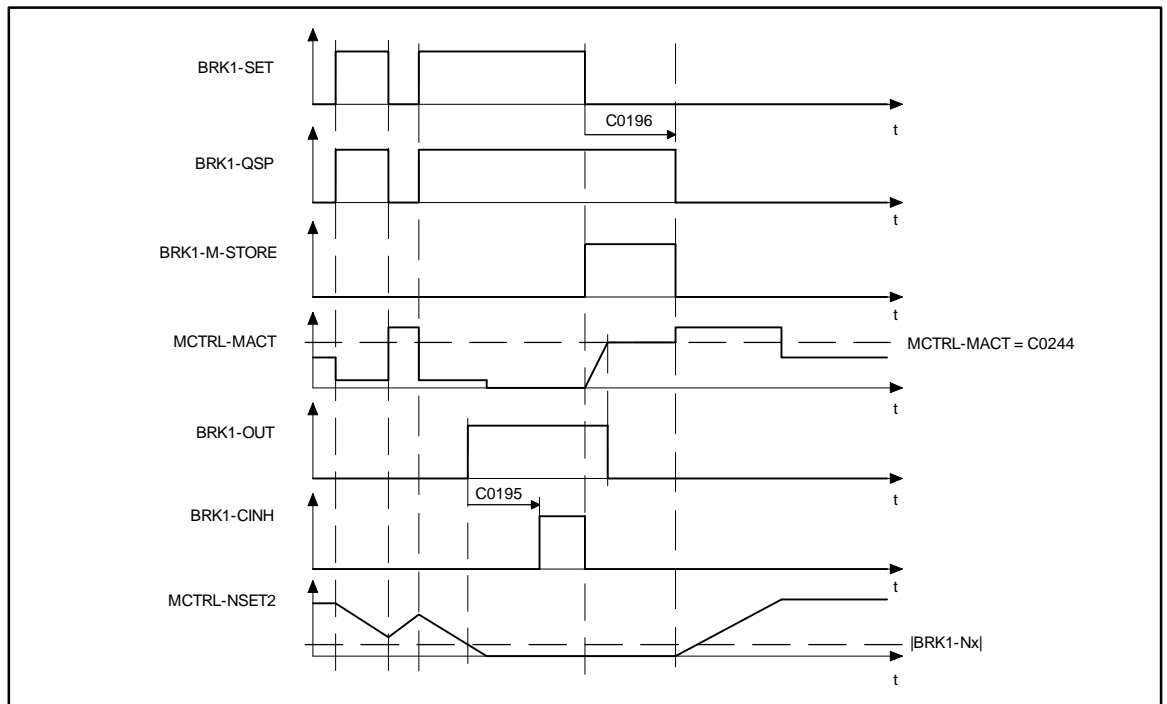 BRK1-SET
t
C0196
BRK1-QSP
t
BRK1-M-STORE
t
MCTRL-MACT
MCTRL-MACT = C0244
t
BRK1-OUT
t
C0195
BRK1-CINH
t
MCTRL-NSET2
|BRK1-Nx|
t